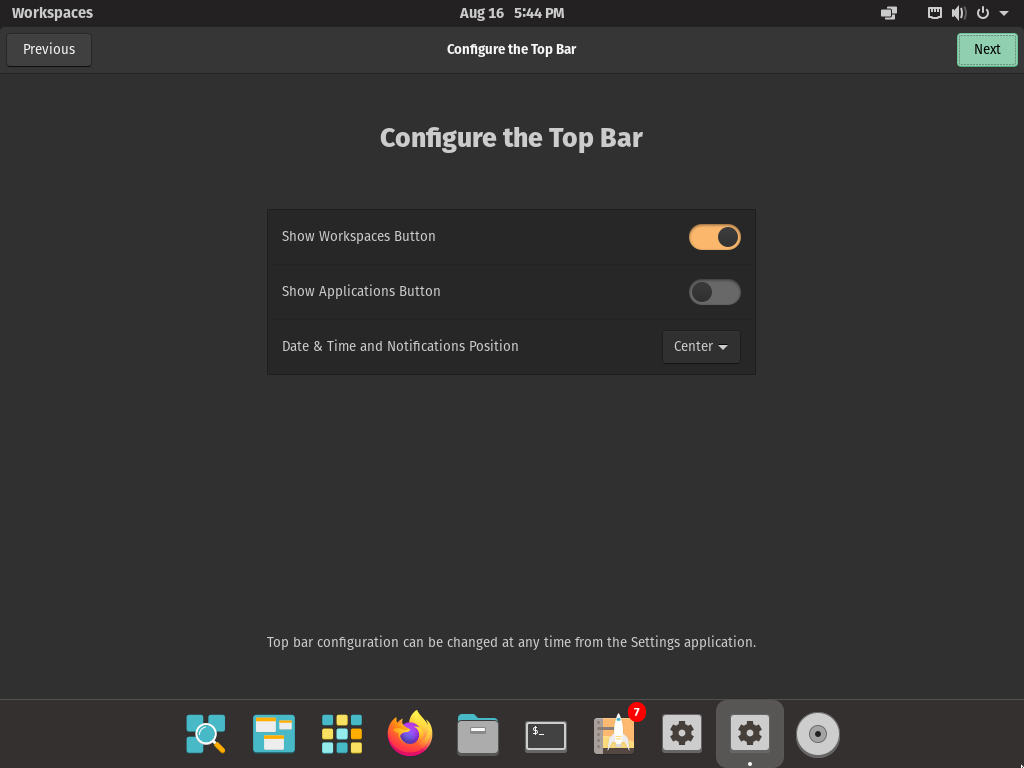 Workspaces
Aug 16 5:44 PM
Previous
Configure the Top Bar
Next
Configure the Top Bar
Show Workspaces Button
Show Applications Button
Date & Time and Notifications Position
Center
Top bar configuration can be changed at any time from the Settings application.
$_
7